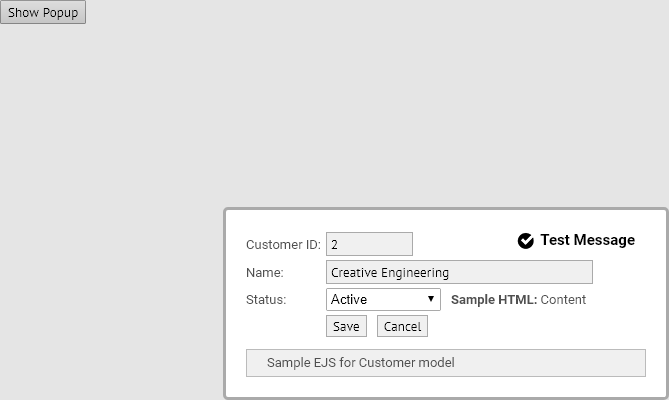 Show Popup
Customer ID: 2
Test Message
Name: Creative Engineering
Status: Active Sample HTML: Content
Save Cancel
Sample EJS for Customer model